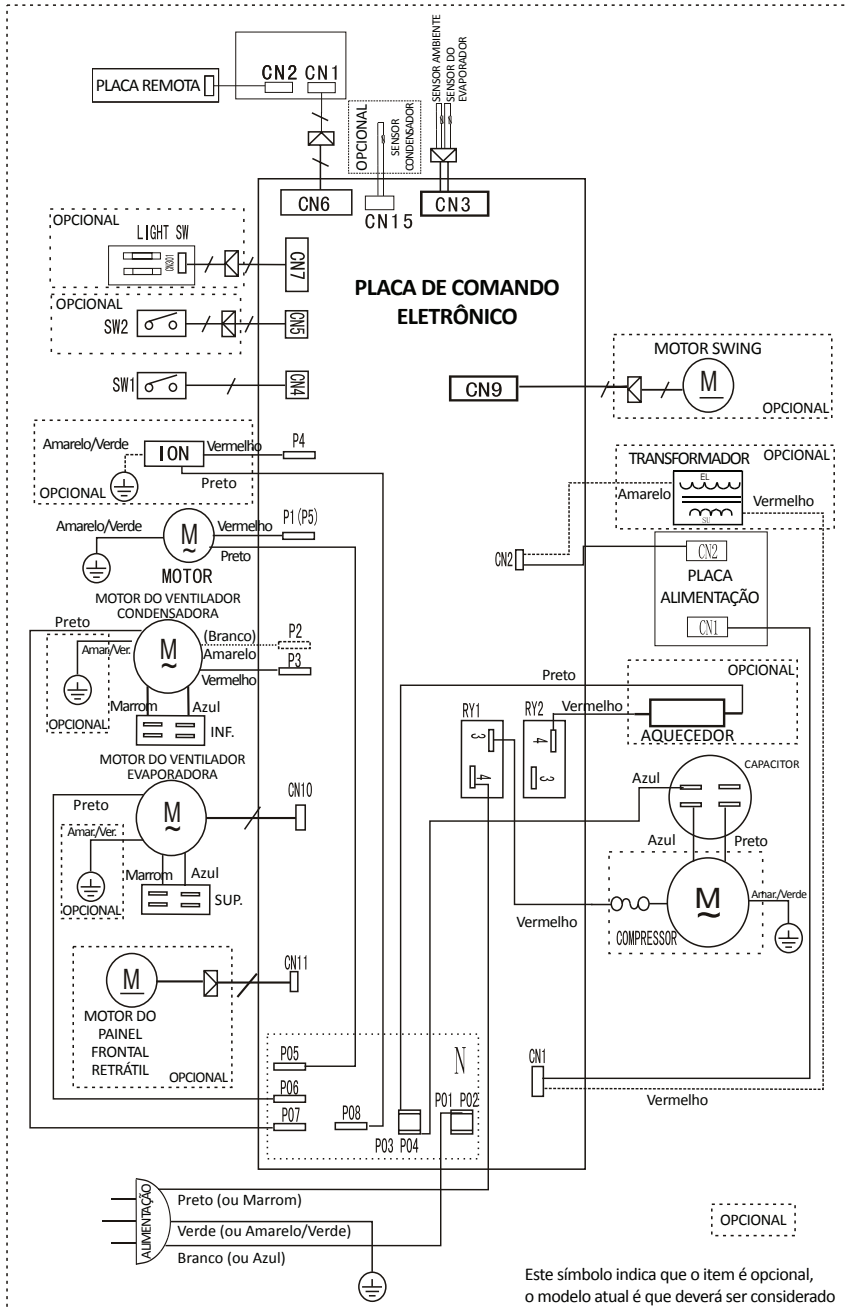 PLACA REMOTA
CN2
CN1
SENSOR AMBIENTE
SENSOR DO
EVAPORADOR
OPCIONAL
SENSOR
CONDENSADOR
CN6
CN15
CN3
OPCIONAL
LIGHT SW
CN301
CN7
PLACA DE COMANDO
ELETRÔNICO
OPCIONAL
SW2
CN5
SW1
CN4
MOTOR SWING
M
OPCIONAL
CN9
Amarelo/Verde
ION
Vermelho
P4
Preto
OPCIONAL
TRANSFORMADOR
OPCIONAL
EL
Amarelo
Vermelho
SU
Amarelo/Verde
M
~
Vermelho
P1(P5)
Preto
MOTOR
CN2
CN2
PLACA
ALIMENTAÇÃO
CN1
MOTOR DO VENTILADOR
CONDENSADORA
Preto
Amar./Ver.
M
~
(Branco)
P2
Amarelo
P3
Vermelho
OPCIONAL
Marrom
Azul
INF.
Preto
OPCIONAL
RY1
RY2
Vermelho
3
4
4
3
AQUECEDOR
MOTOR DO VENTILADOR
EVAPORADORA
Preto
Amar./Ver.
M
~
CN10
OPCIONAL
Marrom
Azul
SUP.
CAPACITOR
Azul
Azul
Preto
M
~
Amar./Verde
Vermelho
COMPRESSOR
M
CN11
MOTOR DO
PAINEL
FRONTAL
RETRÁTIL
OPCIONAL
P05
N
P06
P07
P08
P03 P04
P01 P02
CN1
Vermelho
ALIMENTAÇÃO
Preto (ou Marrom)
Verde (ou Amarelo/Verde)
Branco (ou Azul)
OPCIONAL
Este símbolo indica que o item é opcional,
o modelo atual é que deverá ser considerado